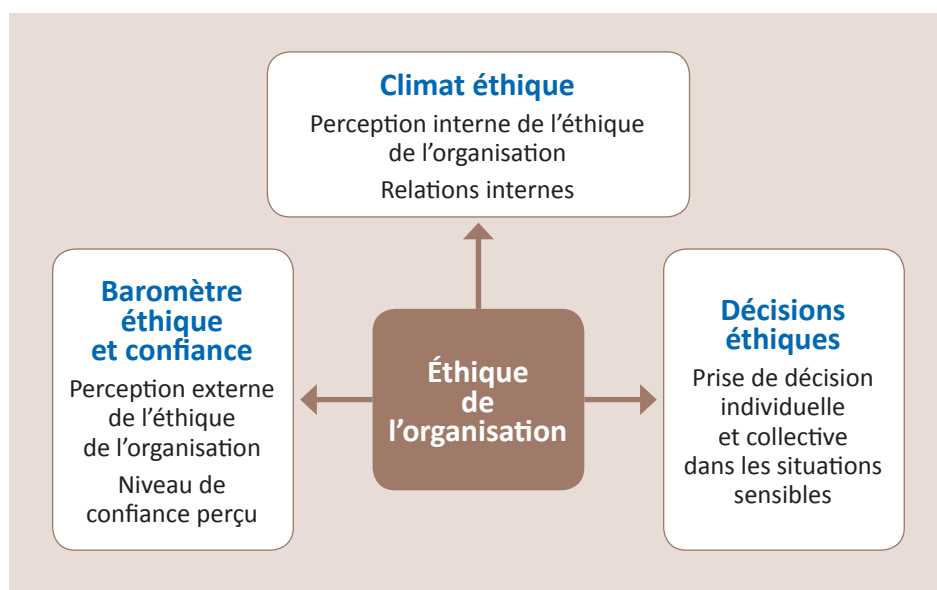 Climat éthique
Perception interne de l’éthique
de l’organisation
Relations internes
Baromètre
éthique
et confiance
Perception externe
de l’éthique
de l’organisation
Niveau de
confiance perçu
Éthique
de
l’organisation
Décisions
éthiques
Prise de décision
individuelle
et collective
dans les situations
sensibles